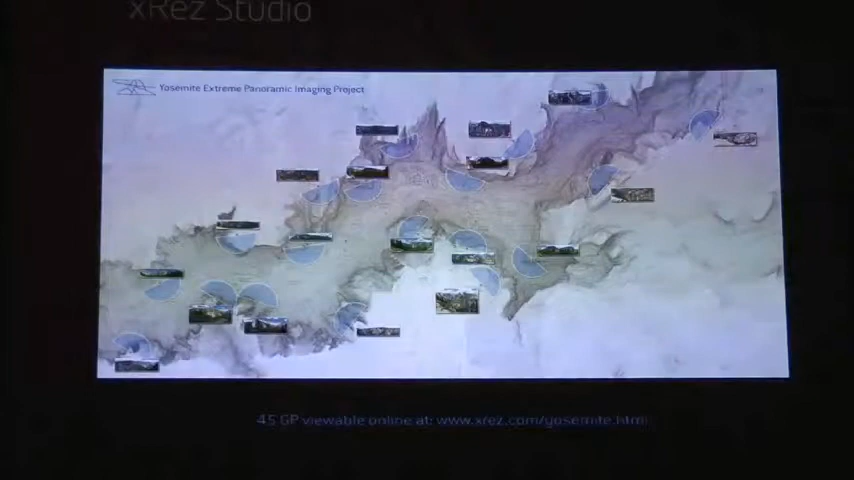 xRez Studio
Yosemite Extreme Panoramic Imaging Project
45 GP viewable online at: www.xrez.com/yosemite.html